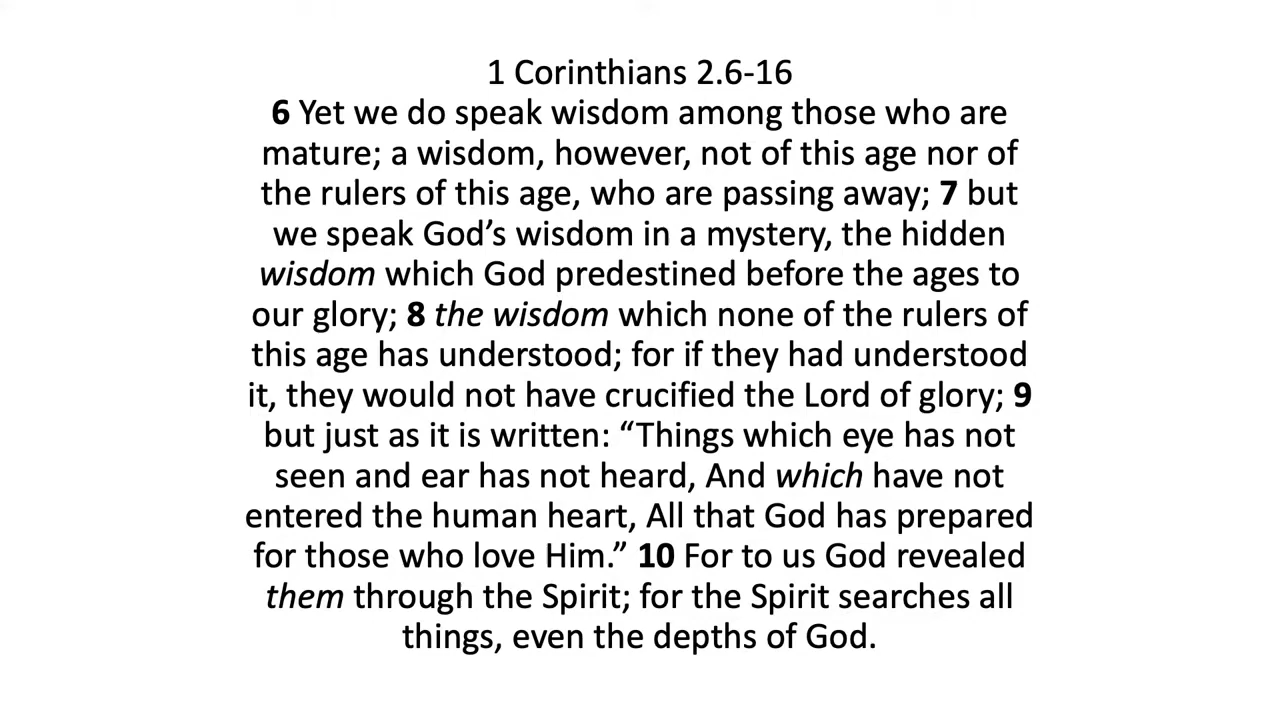 1 Corinthians 2.6-16
6 Yet we do speak wisdom among those who are
mature; a wisdom, however, not of this age nor of
the rulers of this age, who are passing away; 7 but
we speak God’s wisdom in a mystery, the hidden
wisdom which God predestined before the ages to
our glory; 8 the wisdom which none of the rulers of
this age has understood; for if they had understood
it, they would not have crucified the Lord of glory; 9
but just as it is written: “Things which eye has not
seen and ear has not heard, And which have not
entered the human heart, All that God has prepared
for those who love Him.” 10 For to us God revealed
them through the Spirit; for the Spirit searches all
things, even the depths of God.